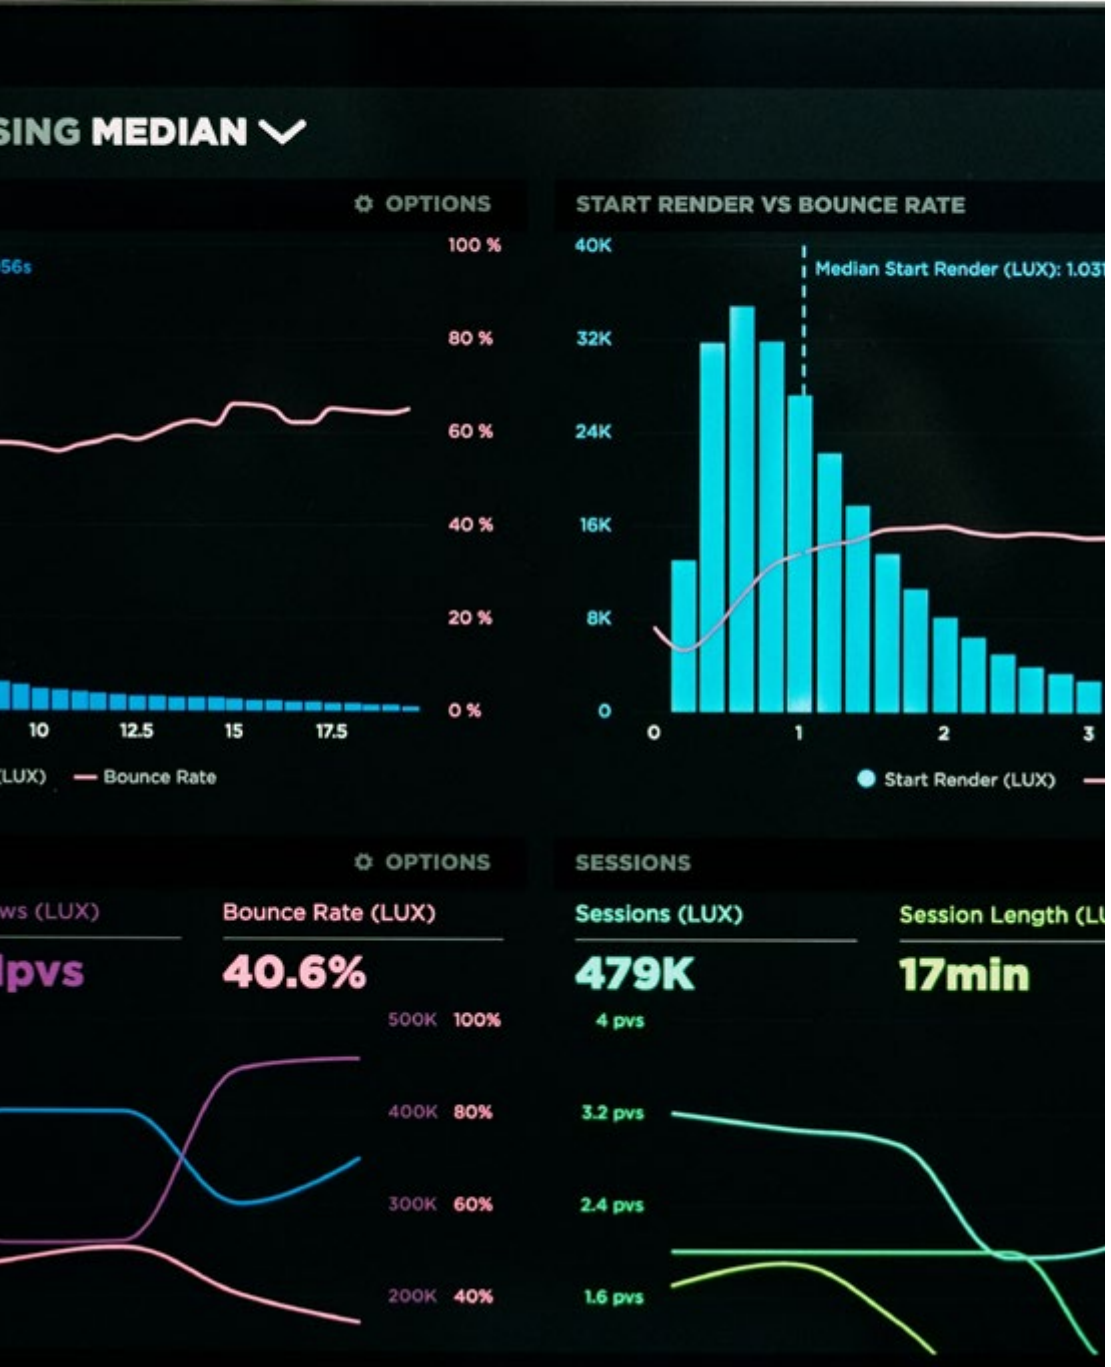 SING MEDIAN
OPTIONS
56s
100 %
80 %
60 %
40 %
20 %
0 %
10 12.5 15 17.5
(LUX) Bounce Rate
START RENDER VS BOUNCE RATE
40K
Median Start Render (LUX): 1.031
32K
24K
16K
8K
0
0 1 2 3
Start Render (LUX)
OPTIONS
ws (LUX) Bounce Rate (LUX)
pvs 40.6%
500K 100%
400K 80%
300K 60%
200K 40%
SESSIONS
Sessions (LUX) Session Length (LU
479K 17min
4 pvs
3.2 pvs
2.4 pvs
1.6 pvs